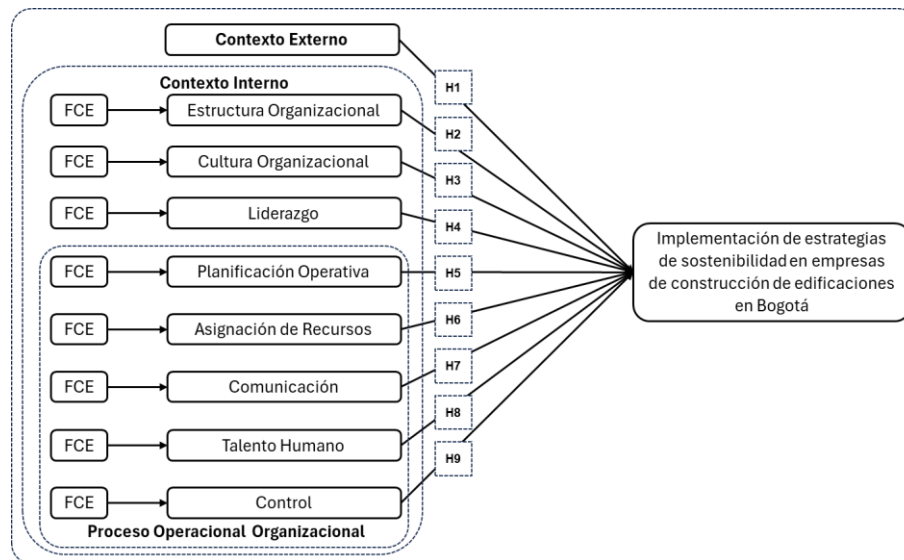 Contexto Externo
Contexto Interno
H1
FCE
Estructura Organizacional
H2
FCE
Cultura Organizacional
H3
FCE
Liderazgo
H4
FCE
Planificación Operativa
H5
FCE
Asignación de Recursos
H6
FCE
Comunicación
H7
FCE
Talento Humano
H8
FCE
Control
H9
Proceso Operacional Organizacional
Implementación de estrategias
de sostenibilidad en empresas
de construcción de edificaciones
en Bogotá